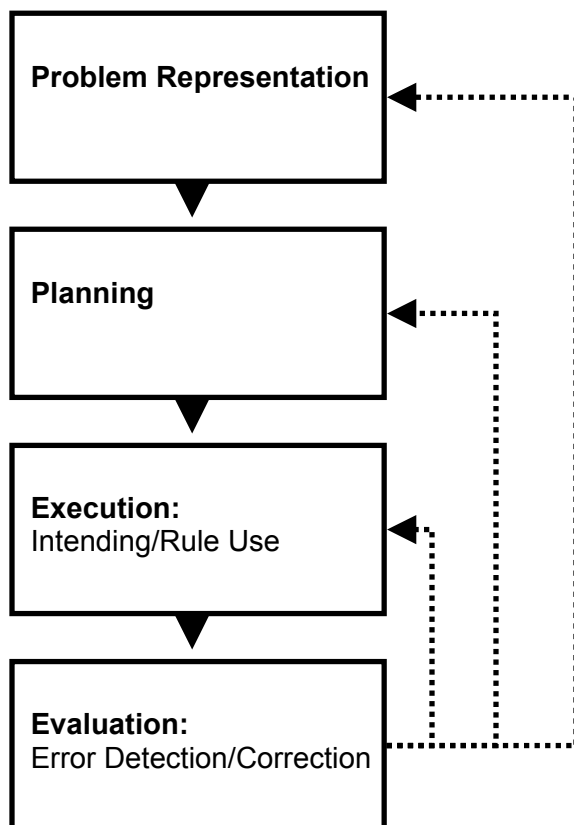 Problem Representation
Planning
Execution:
Intending/Rule Use
Evaluation:
Error Detection/Correction